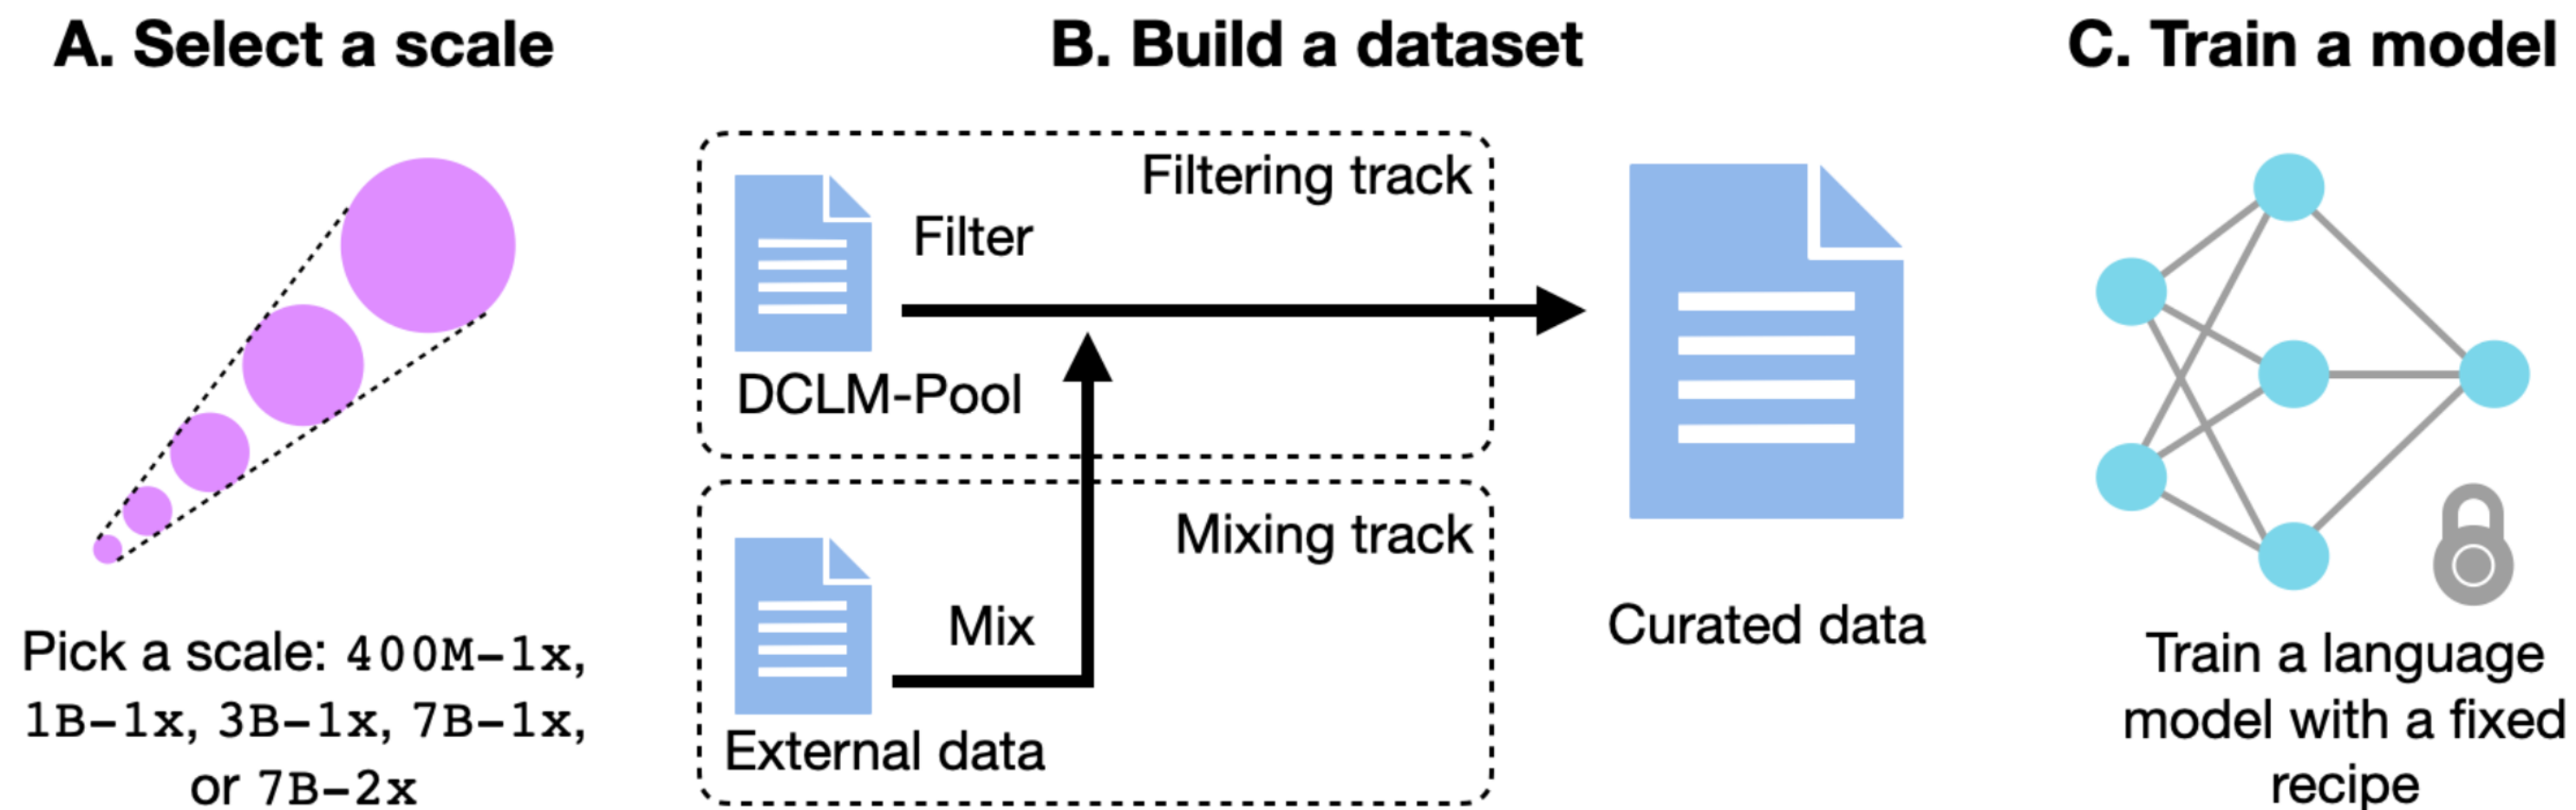 A. Select a scale
Pick a scale: 400M-1x,
1B-1x, 3B-1x, 7B-1x,
or 7B-2x
B. Build a dataset
Filtering track
Filter
DCLM-Pool
Mixing track
Mix
External data
Curated data
C. Train a model
Train a language
model with a fixed
recipe